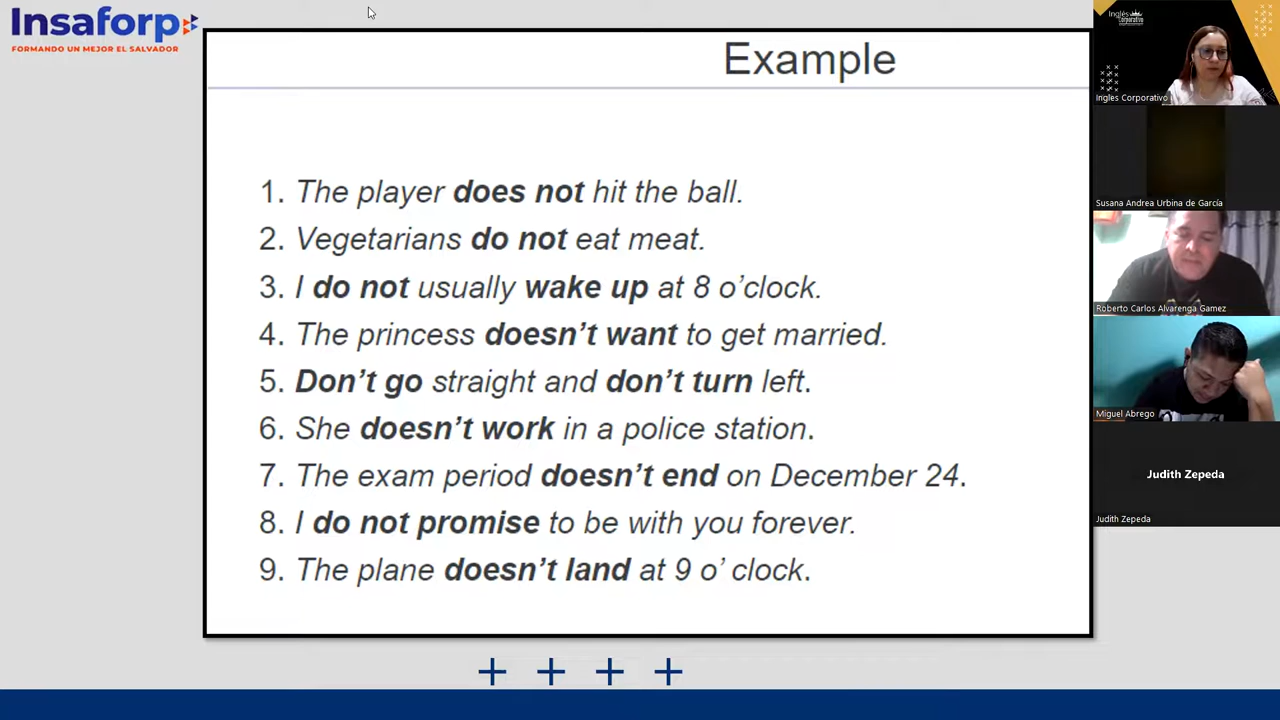 Insaforp
FORMANDO UN MEJOR EL SALVADOR
Example
1. The player does not hit the ball.
2. Vegetarians do not eat meat.
3. I do not usually wake up at 8 o’clock.
4. The princess doesn’t want to get married.
5. Don’t go straight and don’t turn left.
6. She doesn’t work in a police station.
7. The exam period doesn’t end on December 24.
8. I do not promise to be with you forever.
9. The plane doesn’t land at 9 o’ clock.
Inglés
Corporativo
Ingles Corporativo
Susana Andrea Urbina de García
Roberto Carlos Alvarenga Gamez
Miguel Abrego
Judith Zepeda
Judith Zepeda